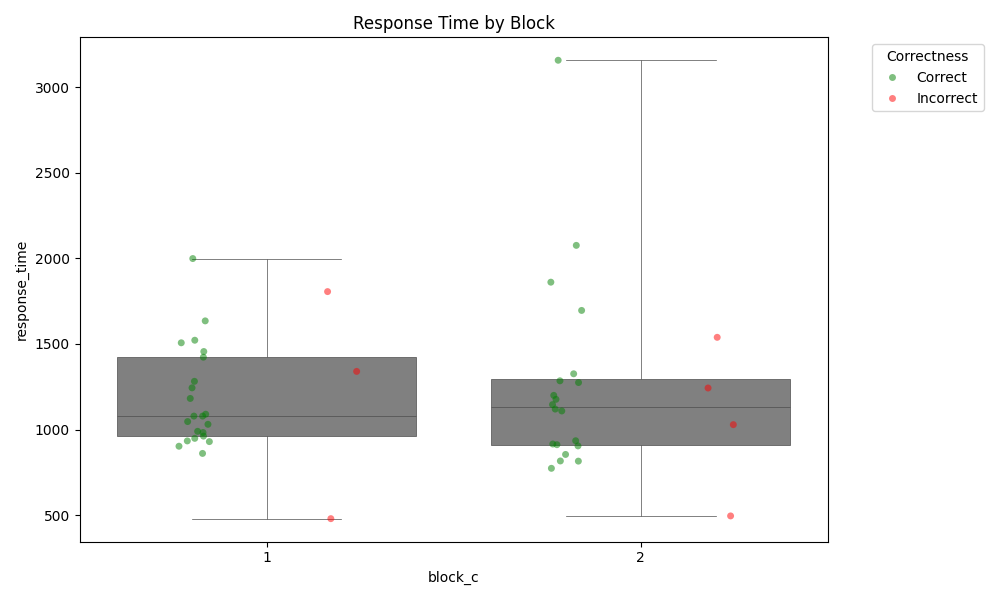 Response Time by Block
Correctness
Correct
Incorrect
3000
2500
2000
1500
1000
500
response_time
1
2
block_c